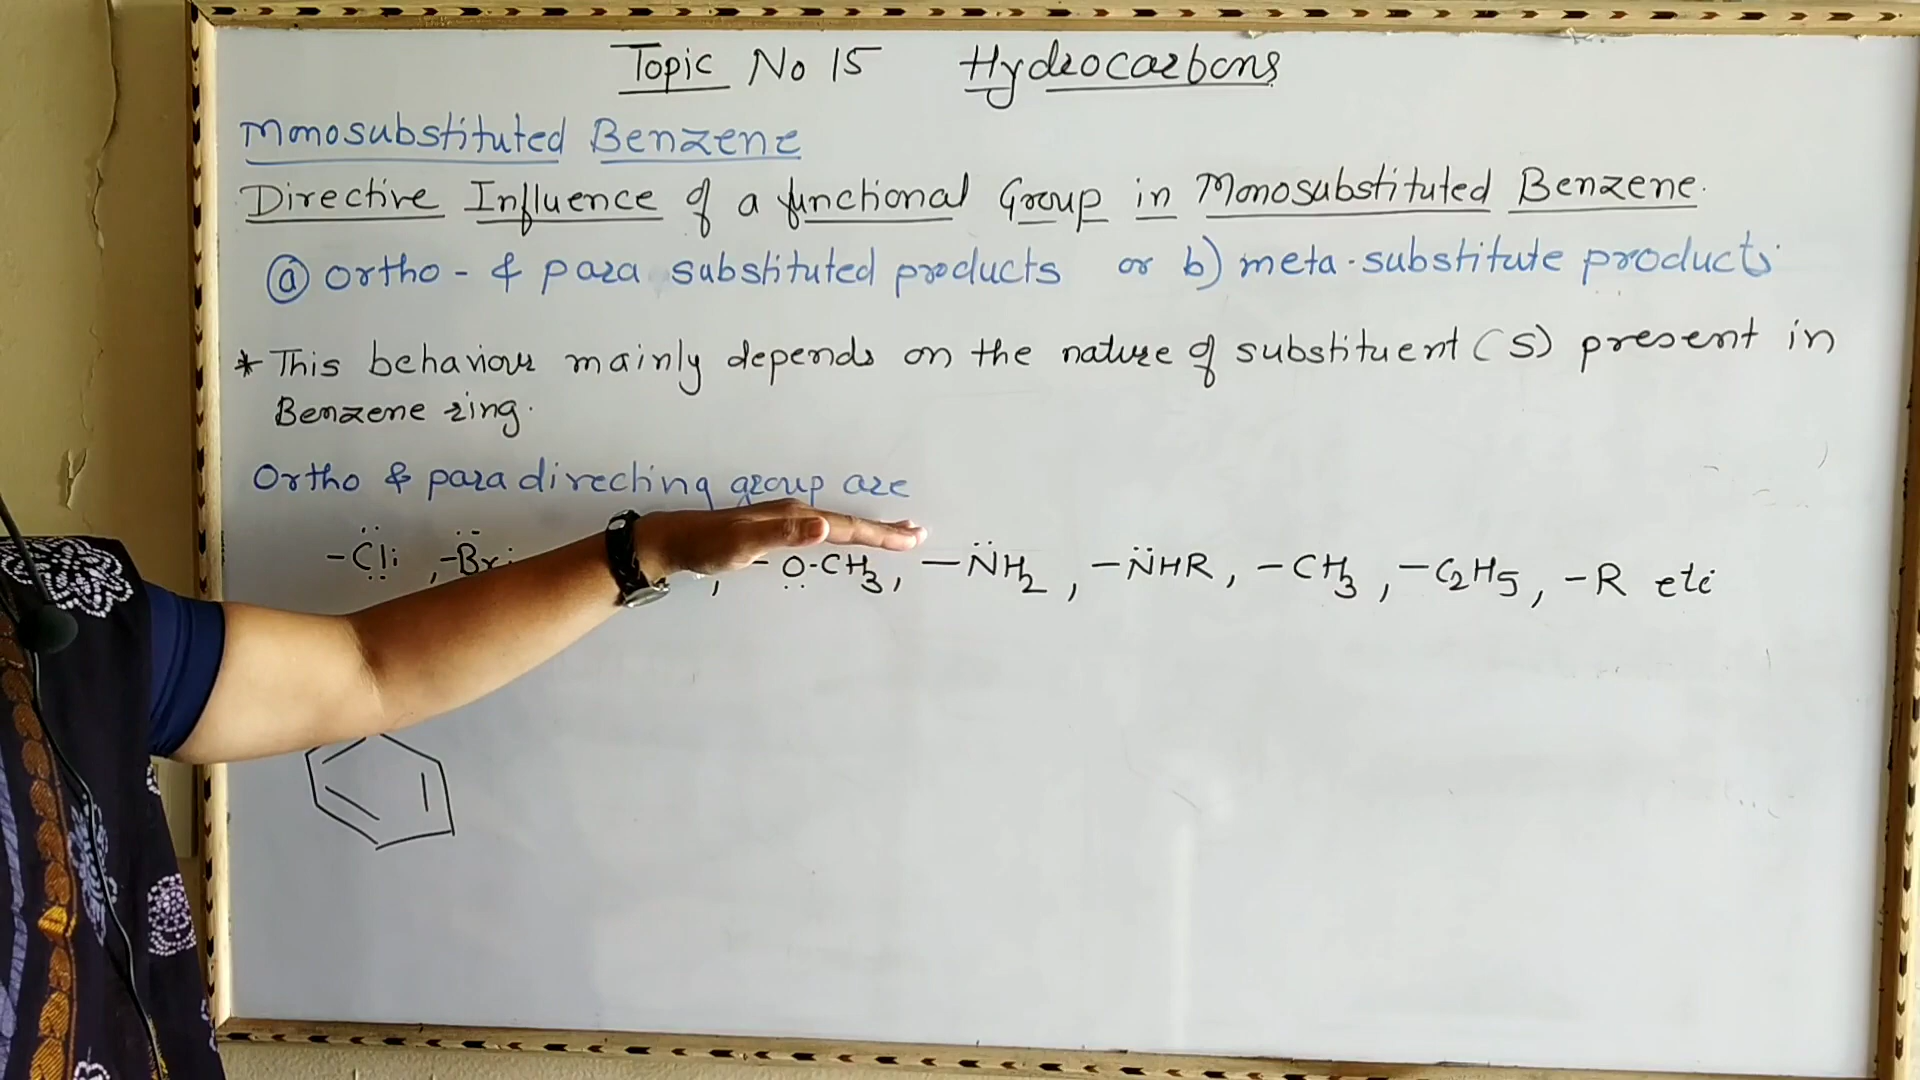 Topic No 15 Hydrocarbons
Monosubstituted Benzene
Directive Influence of a functional Group in Monosubstituted Benzene.
(a) ortho- & para substituted products or b) meta-substitute products
* This behaviour mainly depends on the nature of substituent (s) present in
Benzene ring.
Ortho & para directing group are
-Cl: , -Br: , -O-CH3, -NH2, -NHR, -CH3, -C2H5, -R etc